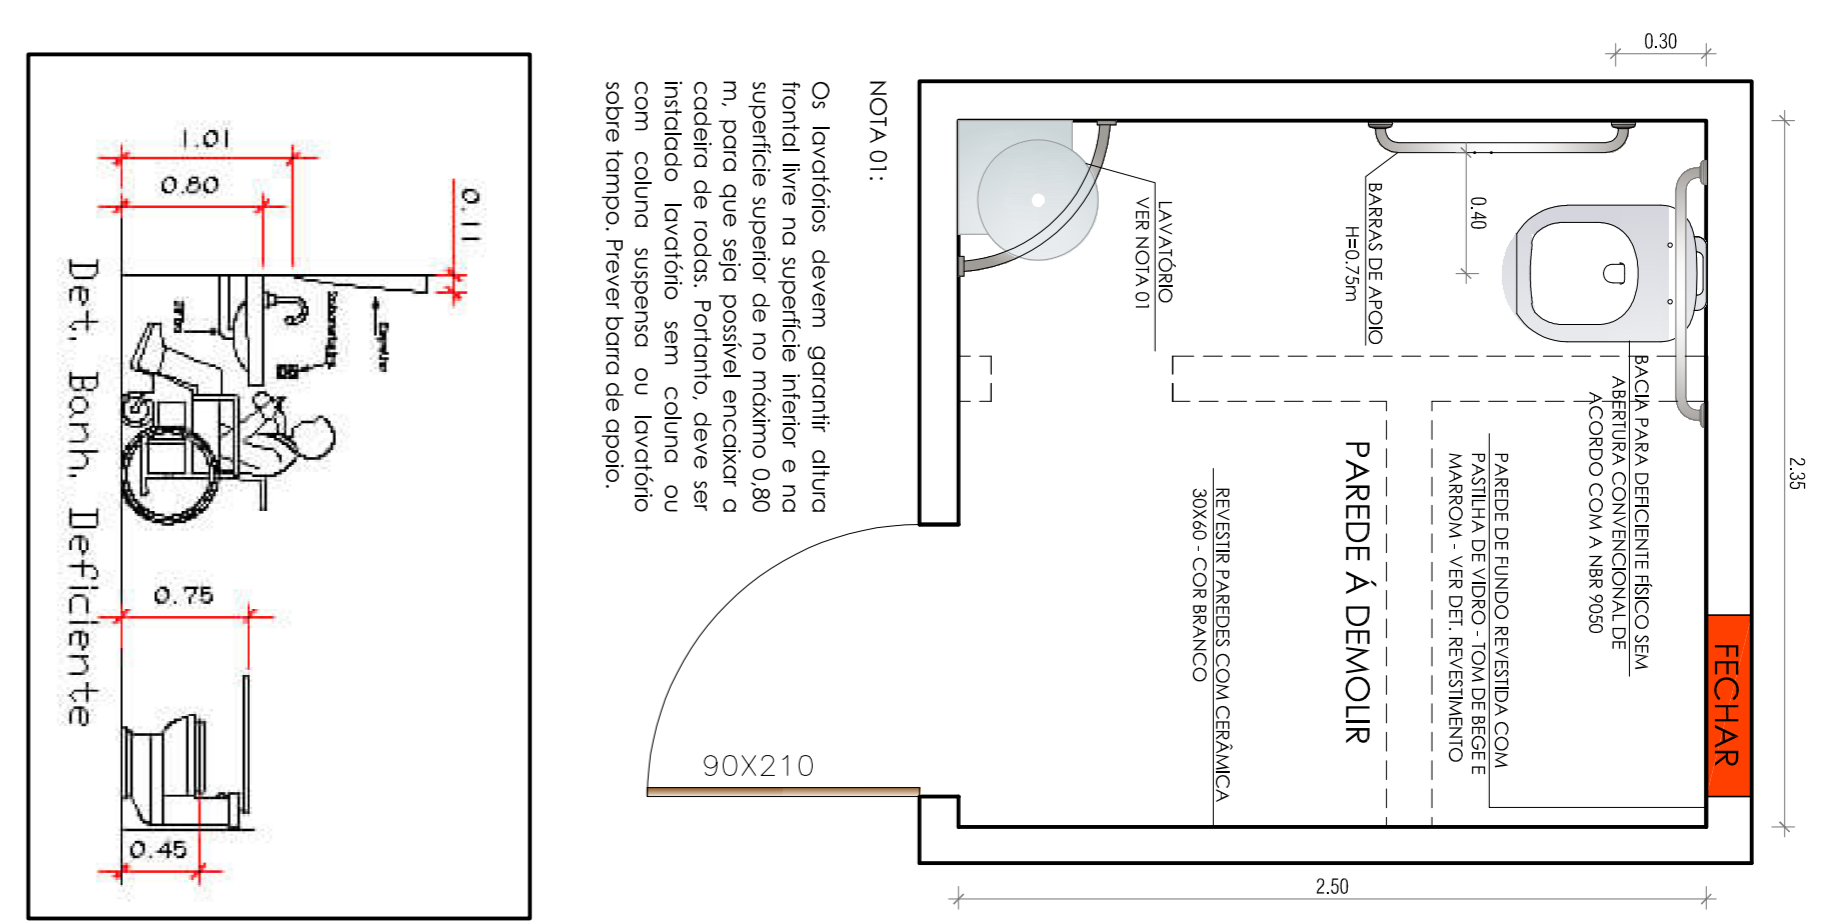 0.30
2.35
2.50
0.40
BARRAS DE APOIO
H=0.75m
LAVATÓRIO
VER NOTA 01
BACIA PARA DEFICIENTE FÍSICO SEM
ABERTURA CONVENCIONAL DE
ACORDO COM A NBR 9050
PAREDE DE FUNDO REVESTIDA COM
PASTILHA DE VIDRO - TOM DE BEGE E
MARROM - VER DET. REVESTIMENTO
PAREDE Á DEMOLIR
REVESTIR PAREDES COM CERÂMICA
30X60 - COR BRANCO
FECHAR
90X210
NOTA 01:
Os lavatórios devem garantir altura
frontal livre na superfície inferior e na
superfície superior de no máximo 0,80
m, para que seja possível encaixar a
cadeira de rodas. Portanto, deve ser
instalado lavatório sem coluna ou
com coluna suspensa ou lavatório
sobre tampo. Prever barra de apoio.
1.01
0.80
0.11
Espelho
0.75
0.45
Det. Banh. Deficiente